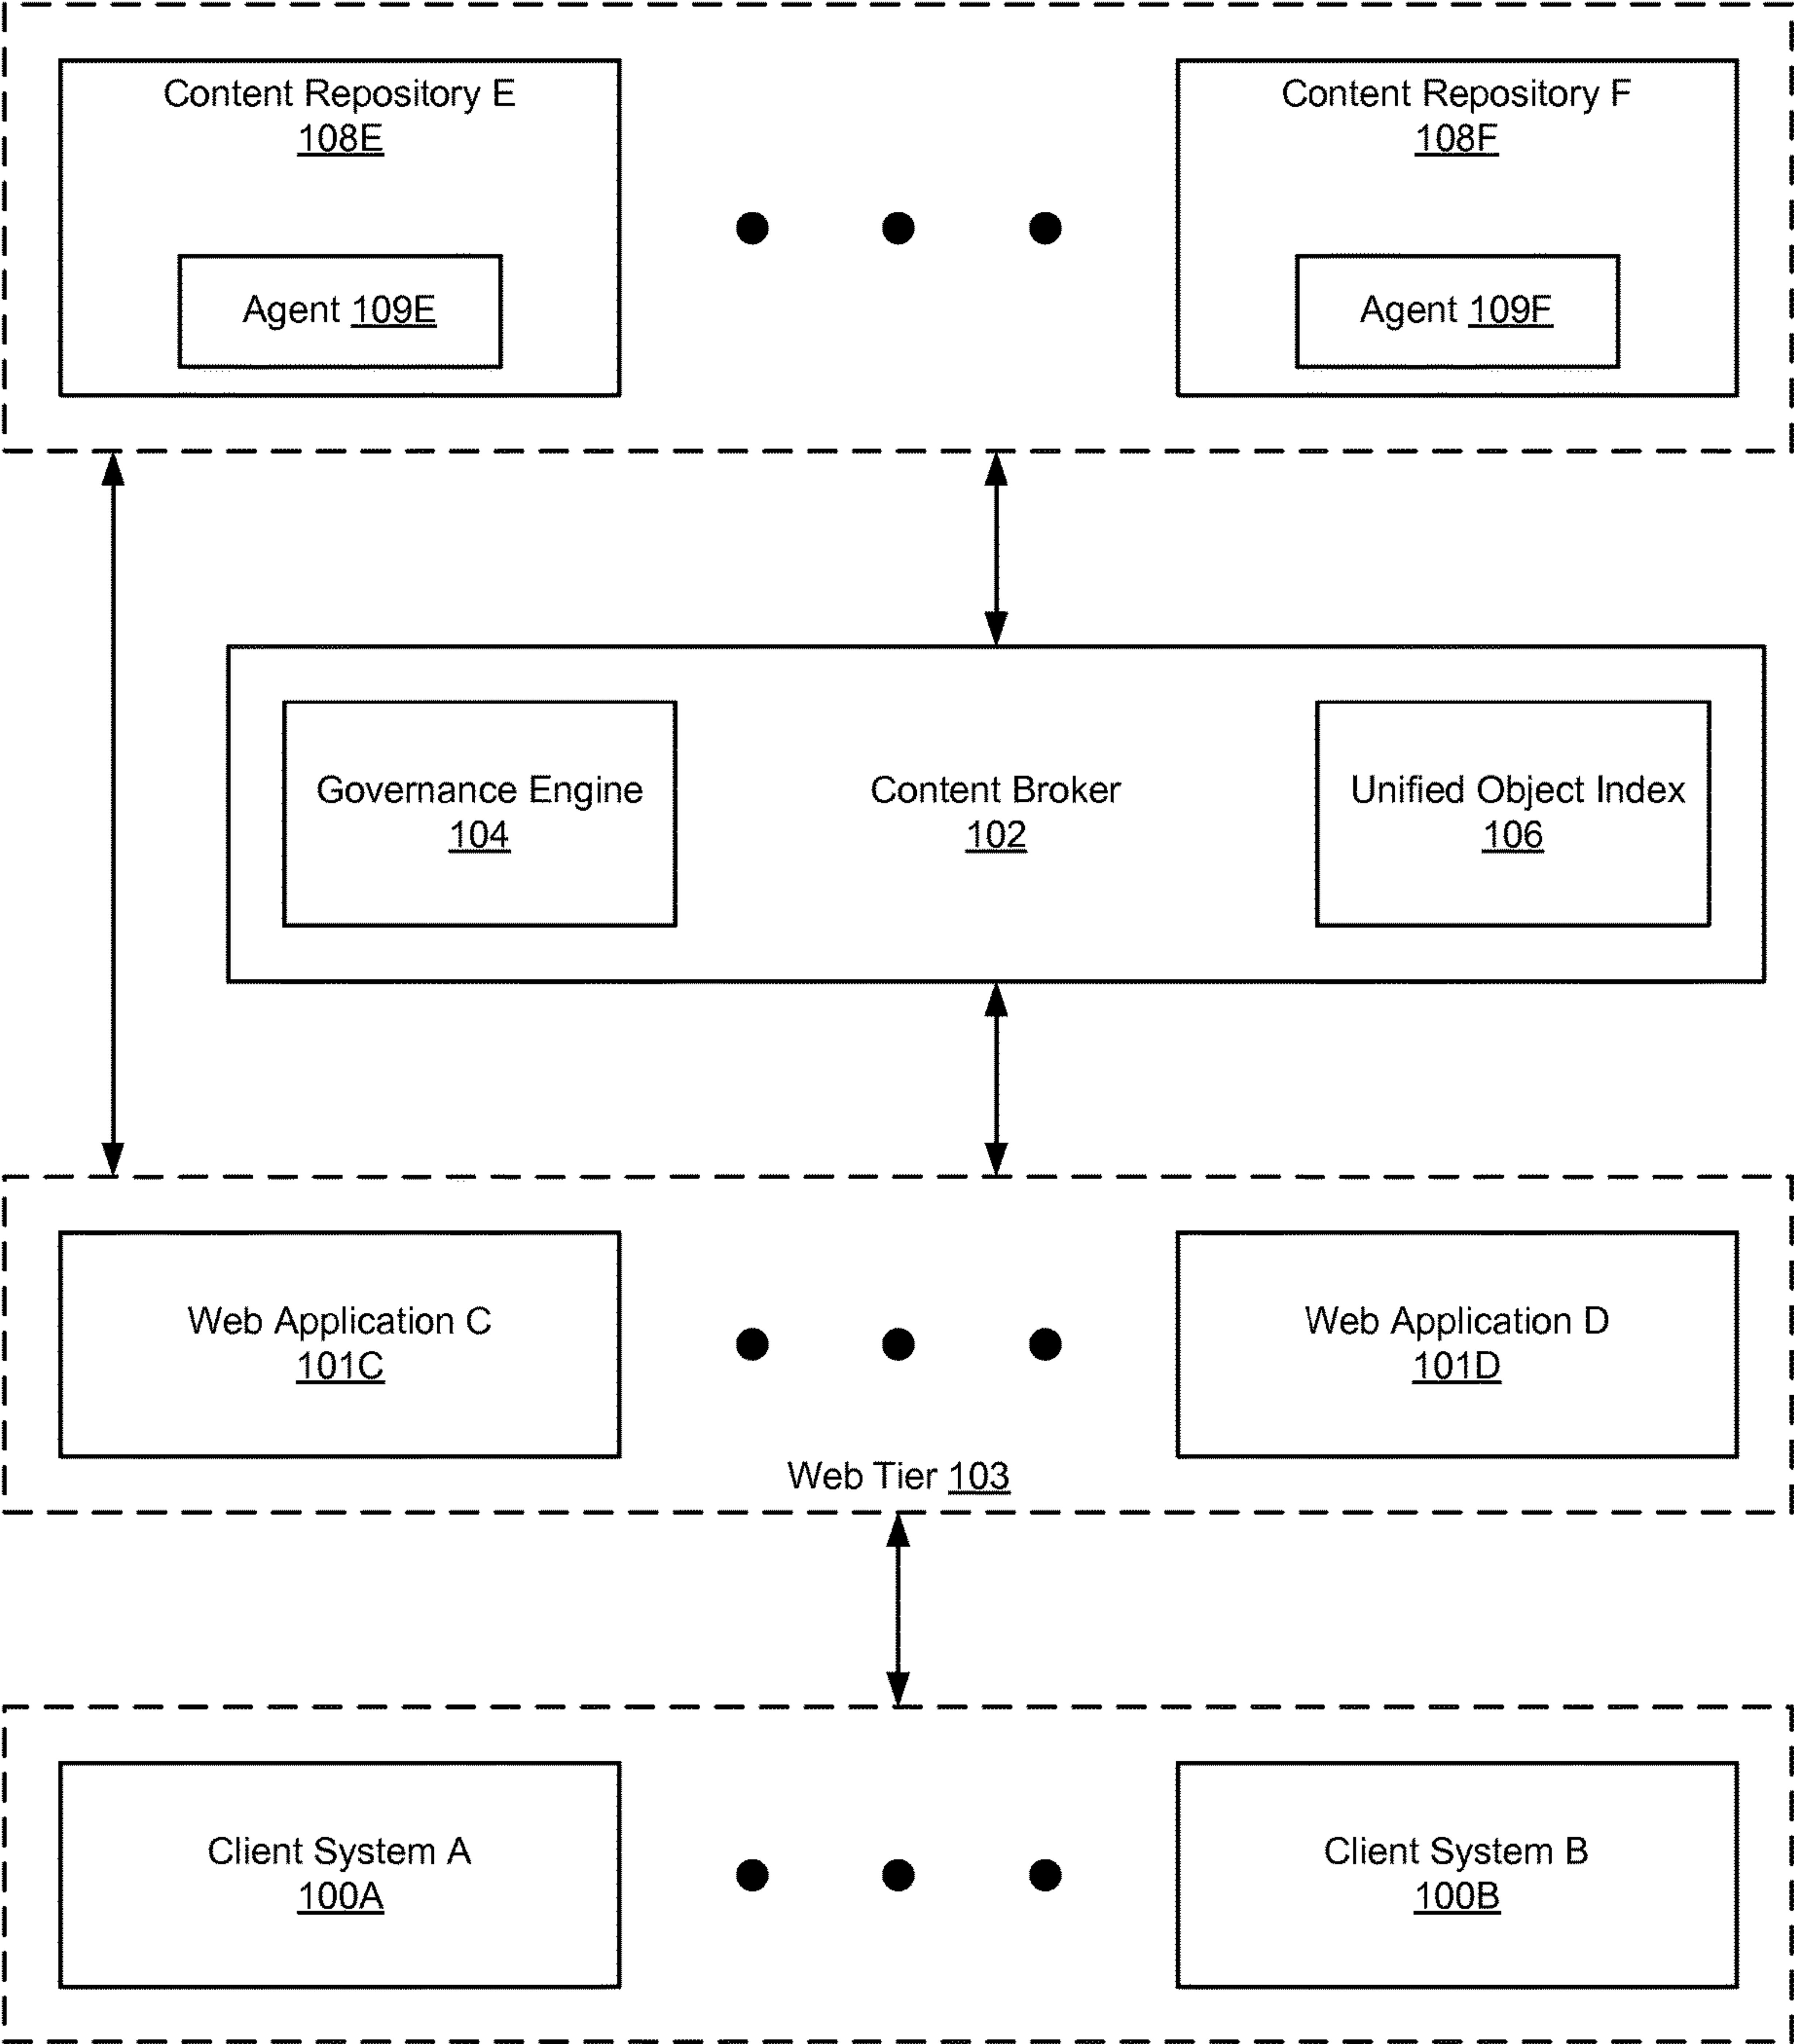 Content Repository E
108E
Content Repository F
108F
Agent 109E
Agent 109F
Governance Engine
104
Content Broker
102
Unified Object Index
106
Web Application C
101C
Web Application D
101D
Web Tier 103
Client System A
100A
Client System B
100B